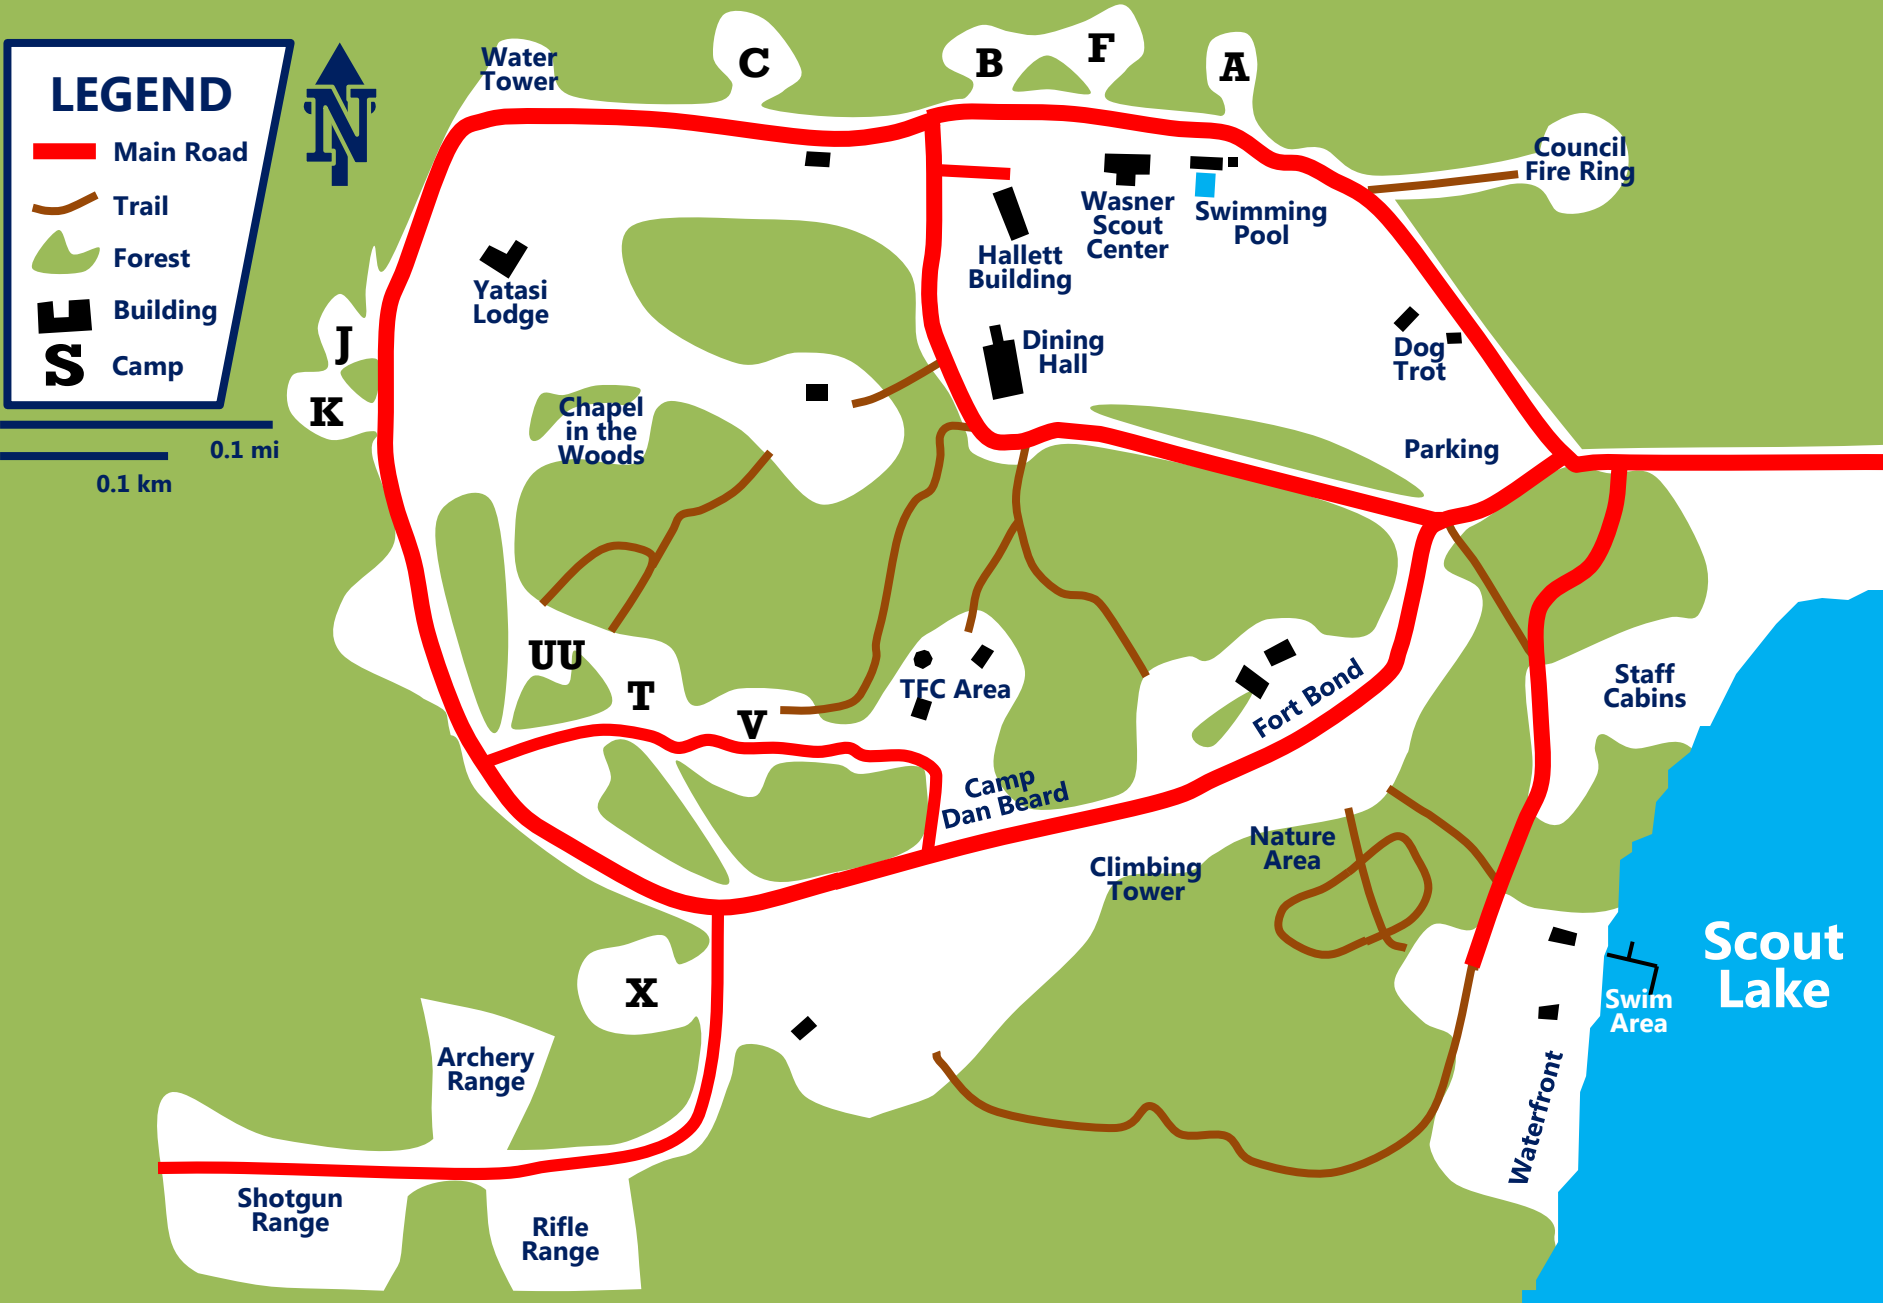 LEGEND
Main Road
Trail
Forest
Building
S
Camp
0.1 mi
0.1 km
N
Water
Tower
C
B
F
A
Council
Fire Ring
Wasner
Scout
Center
Swimming
Pool
Hallett
Building
Yatasi
Lodge
J
K
Dining
Hall
Dog
Trot
Chapel
in the
Woods
Parking
UU
T
V
TFC Area
Fort Bond
Staff
Cabins
Camp
Dan Beard
Climbing
Tower
Nature
Area
X
Scout
Lake
Swim
Area
Waterfront
Archery
Range
Shotgun
Range
Rifle
Range